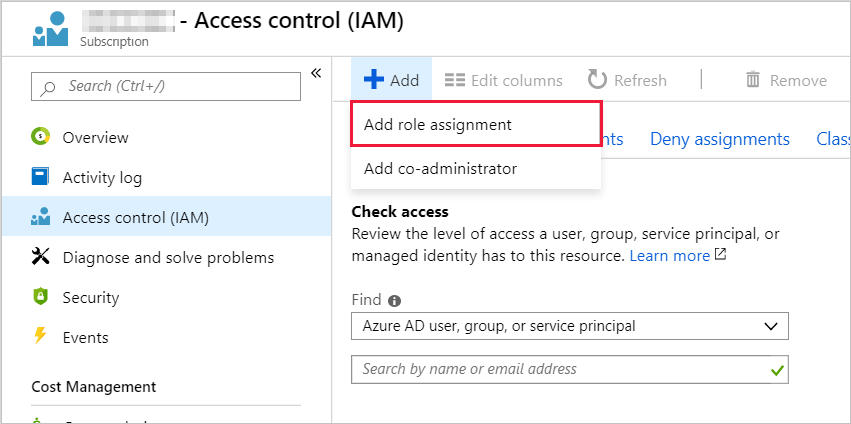 - Access control (IAM)
Subscription
Search (Ctrl+/)
«
Overview
Activity log
Access control (IAM)
Diagnose and solve problems
Security
Events
Cost Management
Add
Edit columns
Refresh
Remove
Add role assignment
Add co-administrator
nts
Deny assignments
Clas
Check access
Review the level of access a user, group, service principal, or
managed identity has to this resource. Learn more
Find
Azure AD user, group, or service principal
Search by name or email address